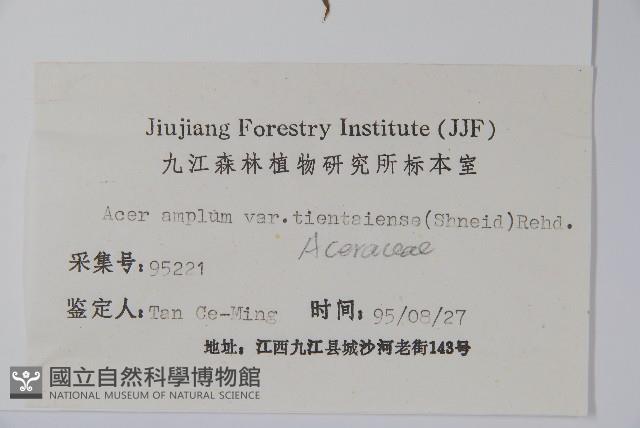 Jiujiang Forestry Institute (JJF)
九江森林植物研究所标本室
Acer amplum var.tientaiense(Shneid)Rehd.
Aceraceae
采集号:95221
鉴定人:Tan Ce-Ming 时间:95/08/27
地址:江西九江县城沙河老街143号
國立自然科學博物館
NATIONAL MUSEUM OF NATURAL SCIENCE